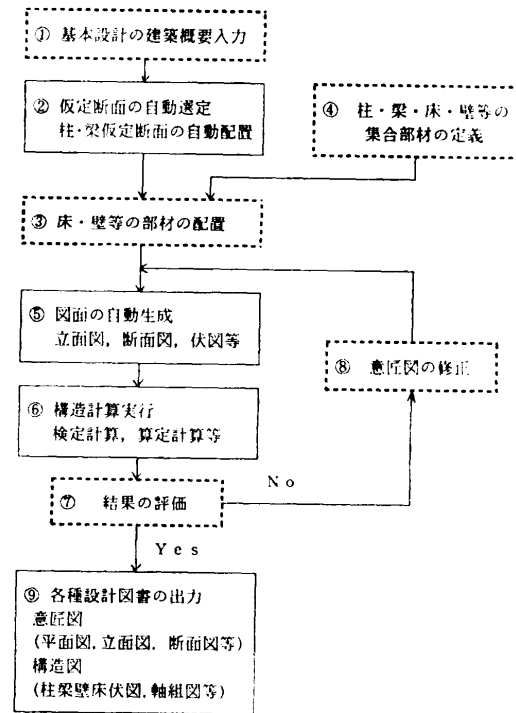 ① 基本設計の建築概要入力
② 仮定断面の自動選定
柱・梁仮定断面の自動配置
④ 柱・梁・床・壁等の
集合部材の定義
③ 床・壁等の部材の配置
⑤ 図面の自動生成
立面図，断面図，伏図等
⑧ 意匠図の修正
⑥ 構造計算実行
検定計算，算定計算等
No
⑦ 結果の評価
Yes
⑨ 各種設計図書の出力
意匠図
(平面図，立面図，断面図等)
構造図
(柱梁壁床伏図，軸組図等)